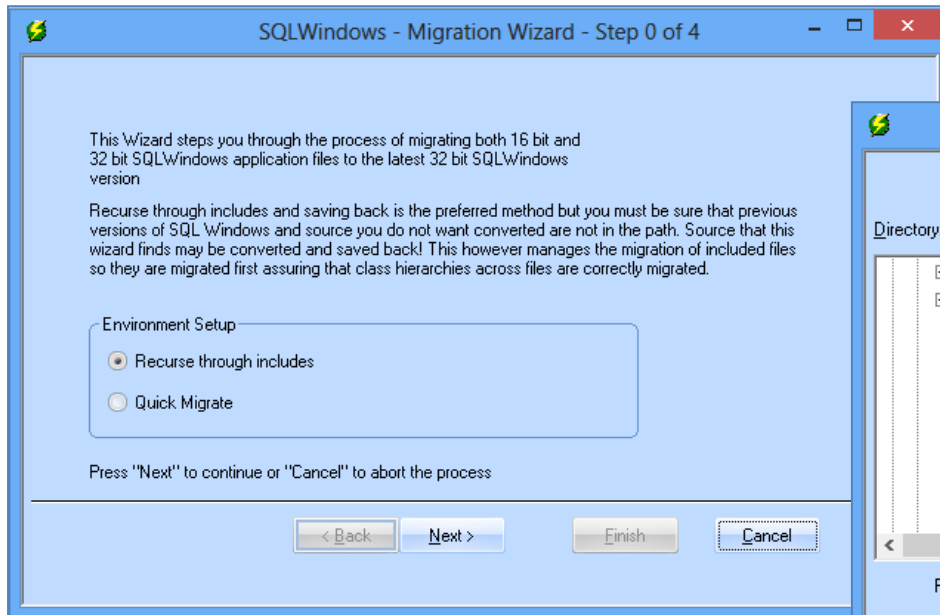 SQLWindows - Migration Wizard - Step 0 of 4
This Wizard steps you through the process of migrating both 16 bit and
32 bit SQLWindows application files to the latest 32 bit SQLWindows
version
Recurse through includes and saving back is the preferred method but you must be sure that previous
versions of SQL Windows and source you do not want converted are not in the path. Source that this
wizard finds may be converted and saved back! This however manages the migration of included files
so they are migrated first assuring that class hierarchies across files are correctly migrated.
Environment Setup
Recurse through includes
Quick Migrate
Press "Next" to continue or "Cancel" to abort the process
< Back
Next >
Finish
Cancel
Directory